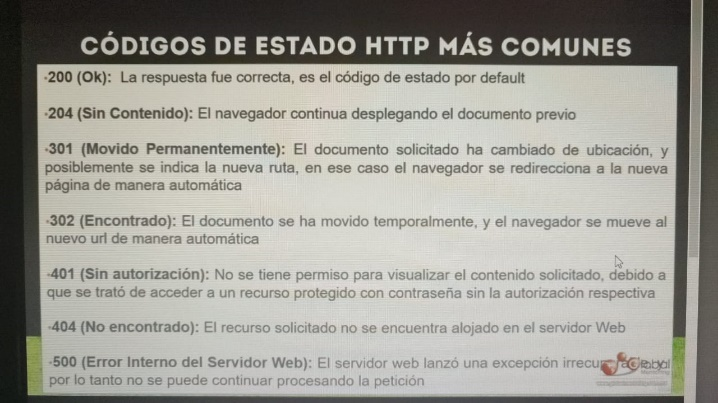 CÓDIGOS DE ESTADO HTTP MÁS COMUNES
•200 (Ok): La respuesta fue correcta, es el código de estado por default
•204 (Sin Contenido): El navegador continua desplegando el documento previo
•301 (Movido Permanentemente): El documento solicitado ha cambiado de ubicación, y
posiblemente se indica la nueva ruta, en ese caso el navegador se redirecciona a la nueva
página de manera automática
•302 (Encontrado): El documento se ha movido temporalmente, y el navegador se mueve al
nuevo url de manera automática
•401 (Sin autorización): No se tiene permiso para visualizar el contenido solicitado, debido a
que se trató de acceder a un recurso protegido con contraseña sin la autorización respectiva
•404 (No encontrado): El recurso solicitado no se encuentra alojado en el servidor Web
•500 (Error Interno del Servidor Web): El servidor web lanzó una excepción
por lo tanto no se puede continuar procesando la petición